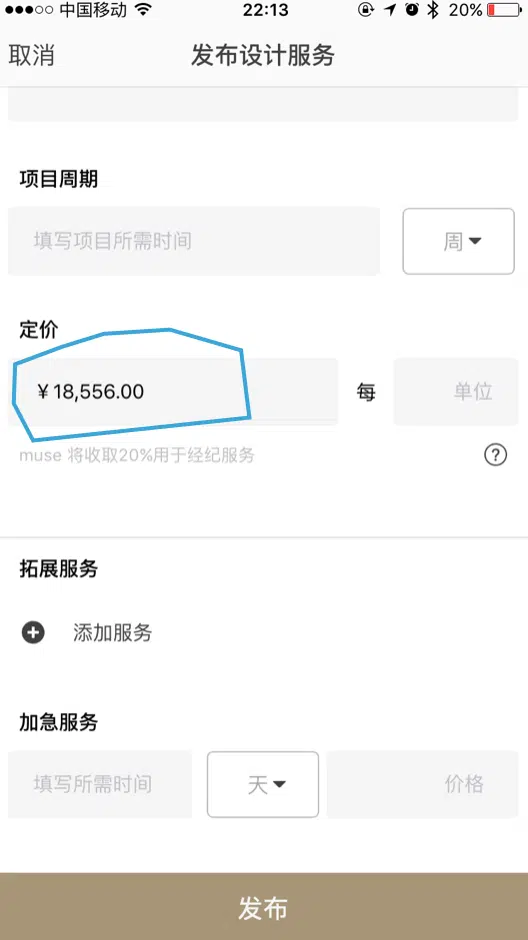 中国移动 22:13 20%
取消 发布设计服务
项目周期
填写项目所需时间 周
定价
¥18,556.00 每 单位
muse 将收取20%用于经纪服务 ?
拓展服务
添加服务
加急服务
填写所需时间 天 价格
发布